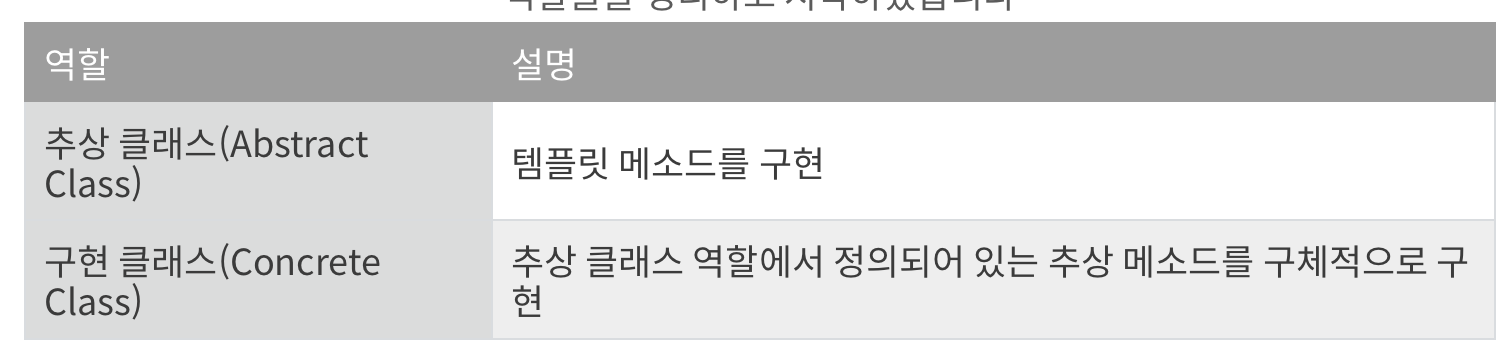 역할
설명
추상 클래스(Abstract
Class)
템플릿 메소드를 구현
구현 클래스(Concrete
Class)
추상 클래스 역할에서 정의되어 있는 추상 메소드를 구체적으로 구
현